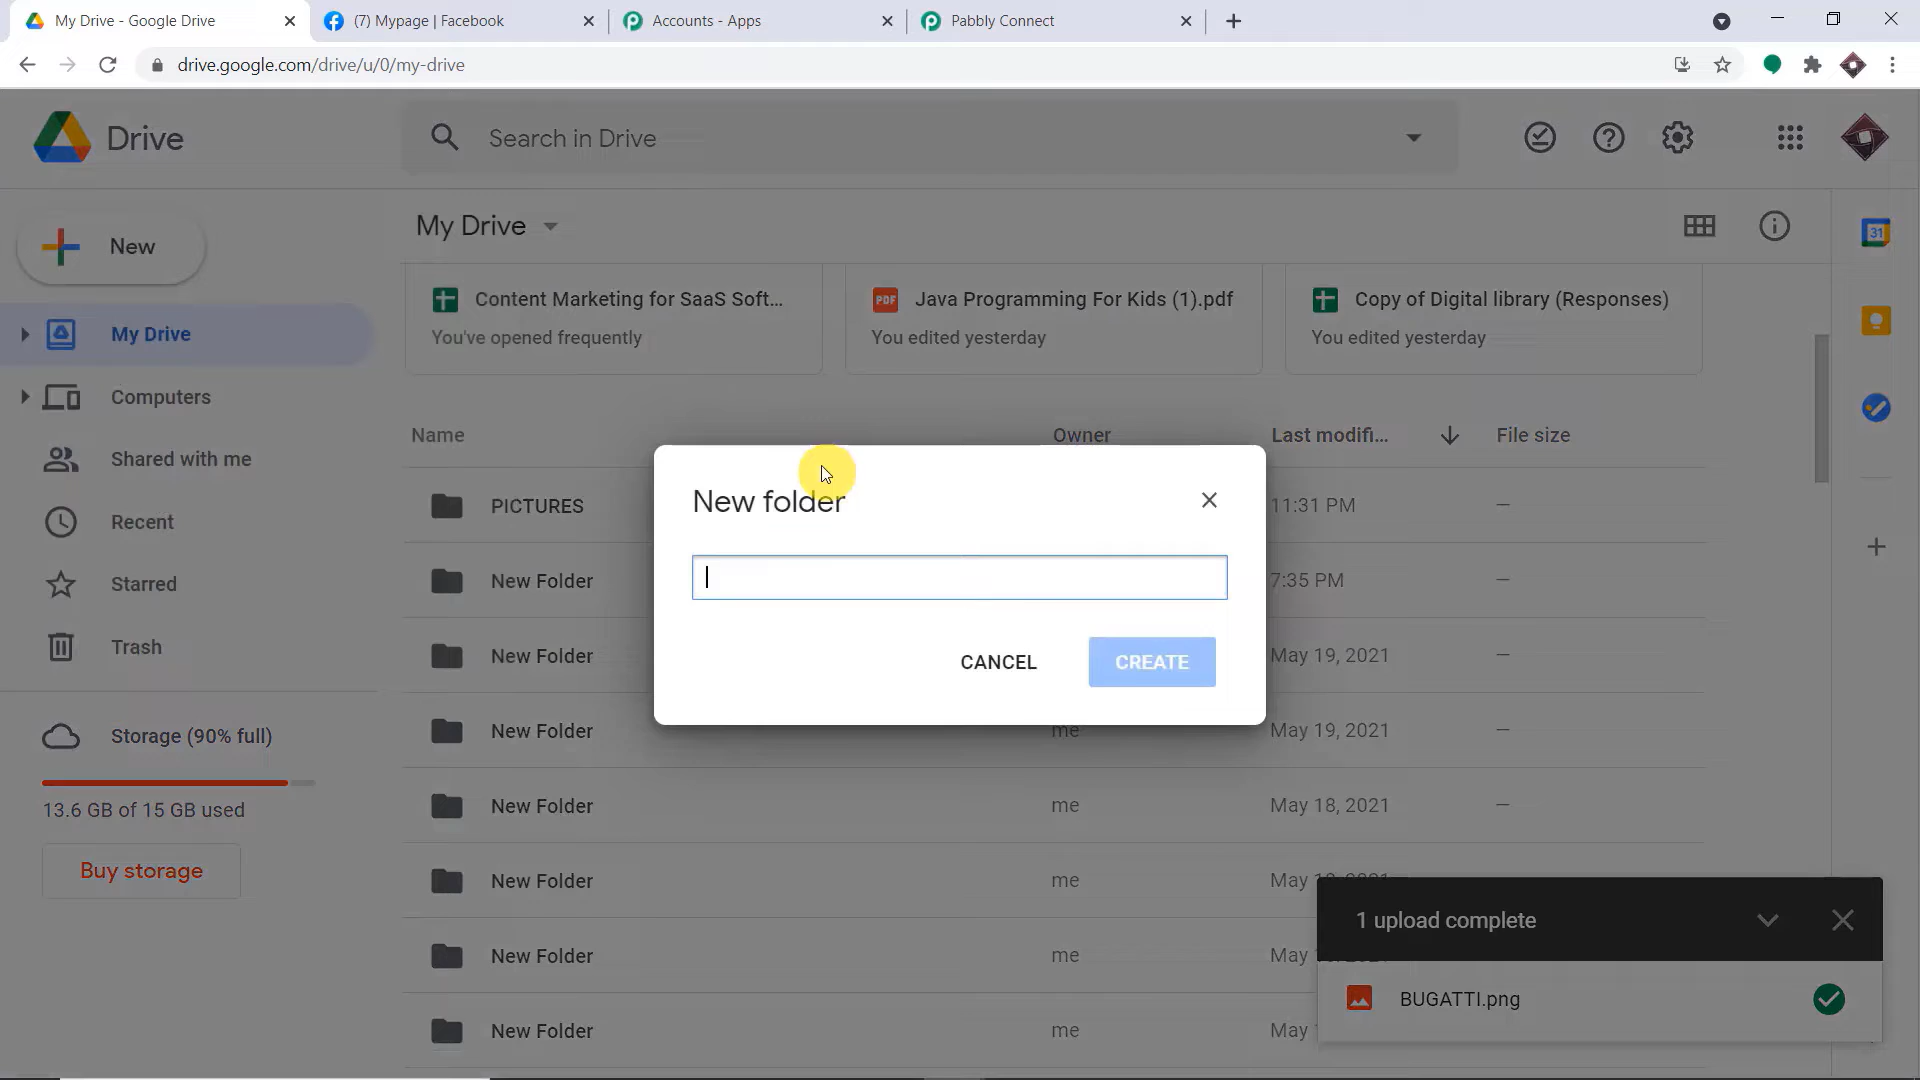 My Drive - Google Drive
(7) Mypage | Facebook
Accounts - Apps
Pabbly Connect
drive.google.com/drive/u/0/my-drive
Drive
Search in Drive
New
My Drive
31
Content Marketing for SaaS Soft...
PDF
Java Programming For Kids (1).pdf
Copy of Digital library (Responses)
You've opened frequently
You edited yesterday
You edited yesterday
My Drive
Computers
Shared with me
Recent
Starred
Trash
Storage (90% full)
13.6 GB of 15 GB used
Buy storage
Name
Owner
Last modifi...
File size
PICTURES
11:31 PM
—
New Folder
7:35 PM
—
New Folder
May 19, 2021
—
New Folder
me
May 19, 2021
—
New Folder
me
May 18, 2021
—
New Folder
me
May
New Folder
me
May
New Folder
me
May
New folder
CANCEL
CREATE
1 upload complete
BUGATTI.png